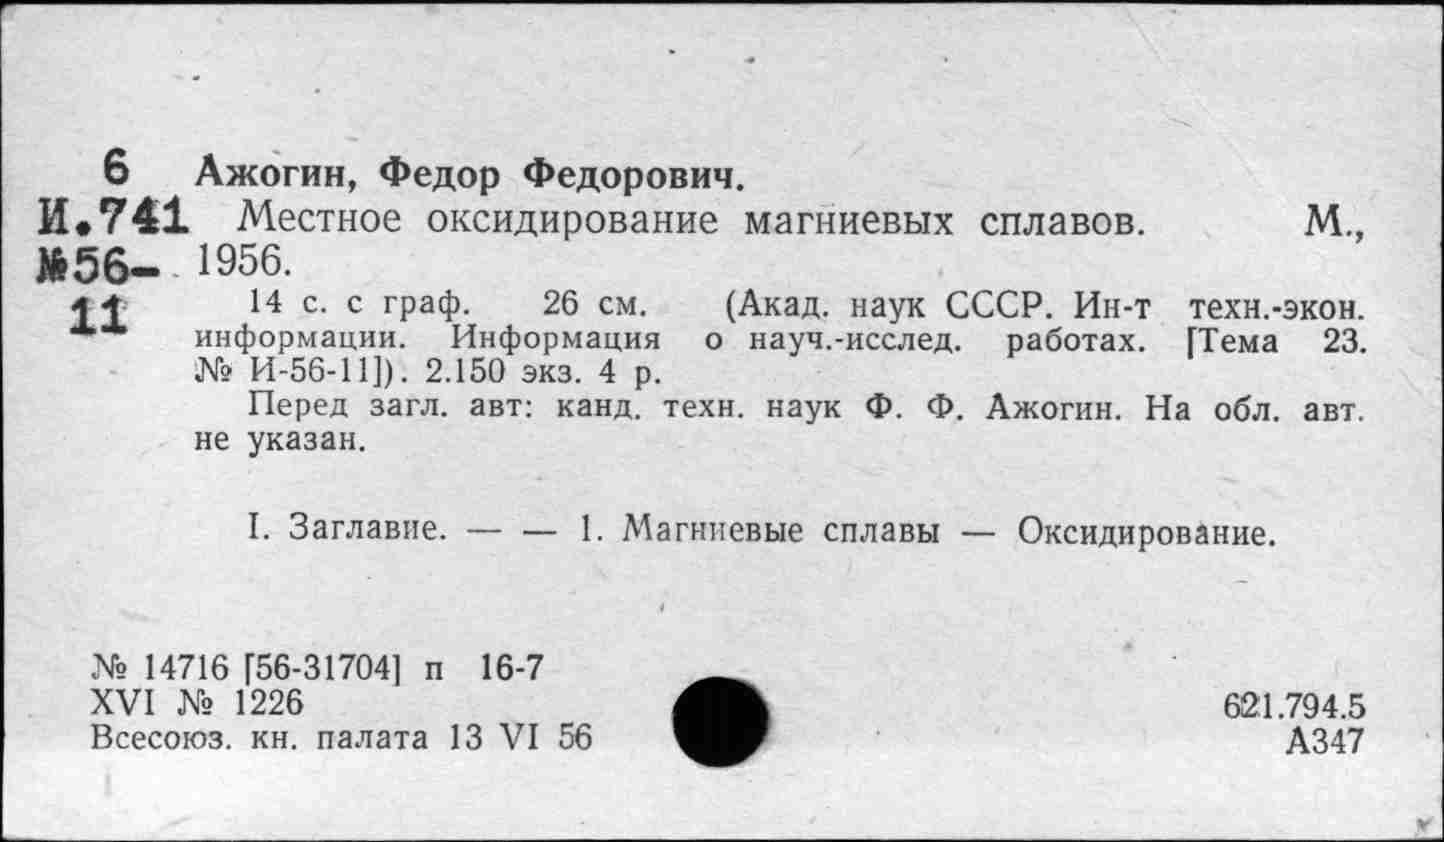 6 Ажогин, Федор Федорович.
И.741 Местное оксидирование магниевых сплавов. М.,
№56- 1956.
11 14 с. с граф. 26 см. (Акад. наук СССР. Ин-т техн.-экон.
информации. Информация о науч.-исслед. работах. [Тема 23.
№ И-56-11]). 2.150 экз. 4 р.
Перед загл. авт: канд. техн. наук Ф. Ф. Ажогин. На обл. авт.
не указан.
I. Заглавие. — — 1. Магниевые сплавы — Оксидирование.
№ 14716 [56-31704] п 16-7
XVI № 1226
Всесоюз. кн. палата 13 VI 56
621.794.5
А347